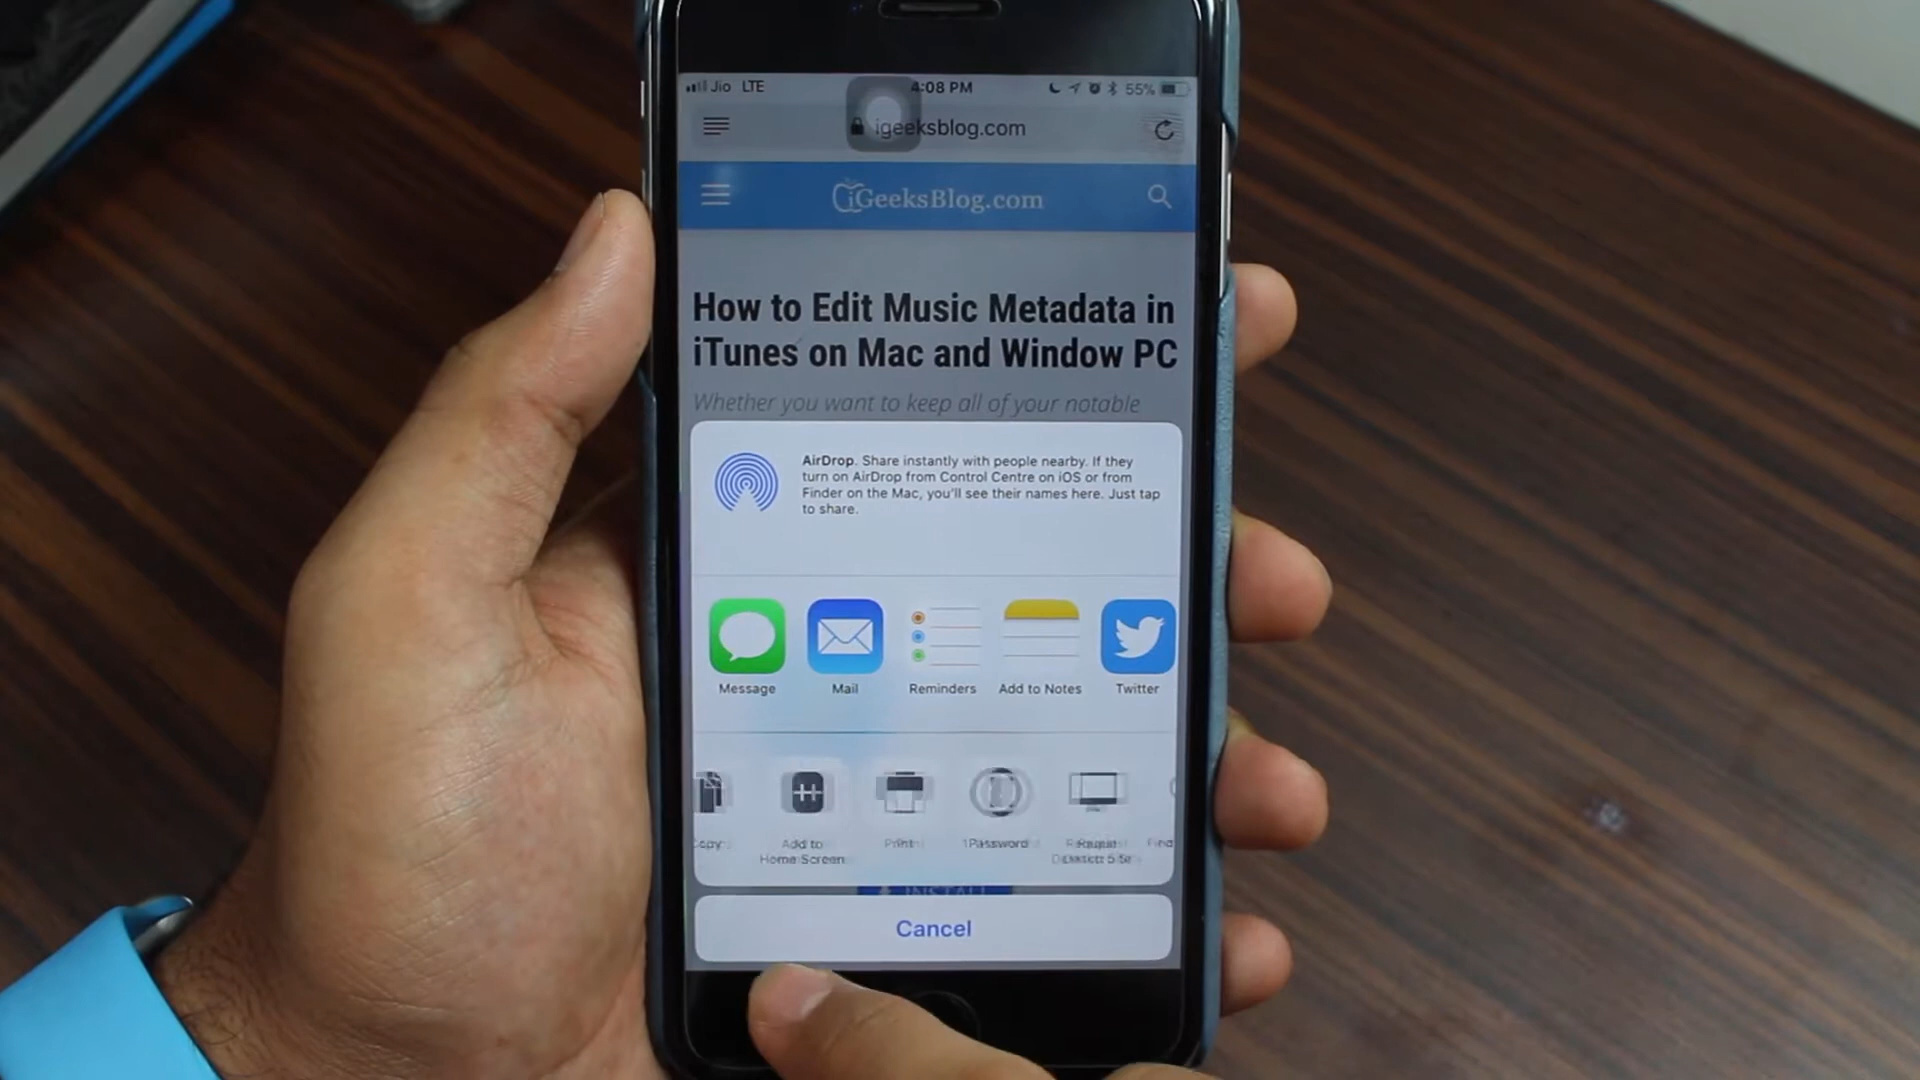 Jio LTE 4:08 PM 55%
igeeksblog.com
iGeeksBlog.com
How to Edit Music Metadata in
iTunes on Mac and Window PC
Whether you want to keep all of your notable
AirDrop. Share instantly with people nearby. If they
turn on AirDrop from Control Centre on iOS or from
Finder on the Mac, you'll see their names here. Just tap
to share.
Message Mail Reminders Add to Notes Twitter
Copy Add to Print 1Password Request
Home Screen
INSTALL
Cancel